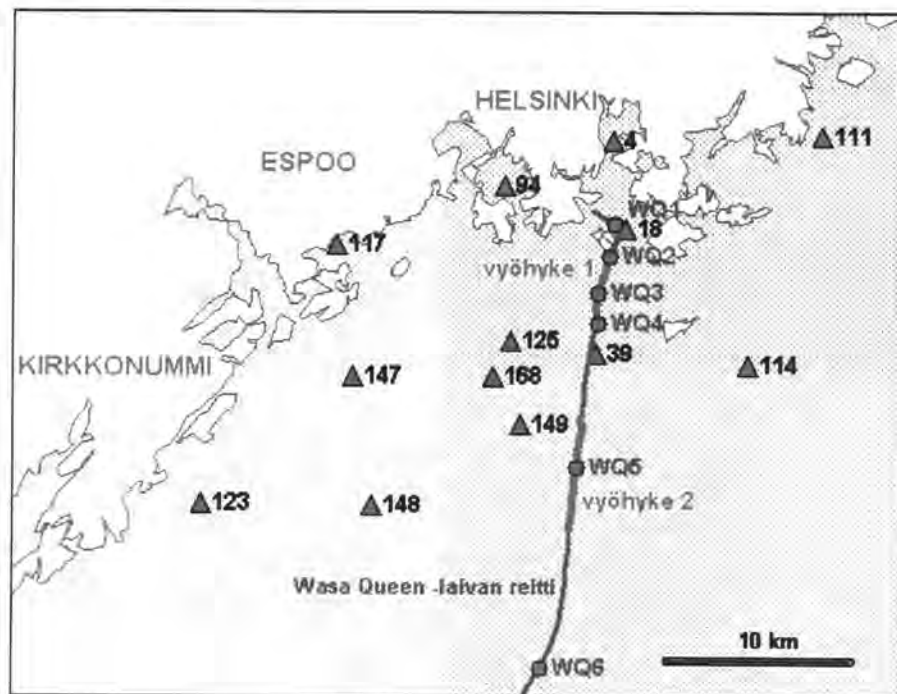 HELSINKI
4
111
ESPOO
94
WQ1
18
117
vyöhyke 1
WQ2
WQ3
WQ4
125
39
KIRKKONUMMI
147
168
114
149
WQ5
123
148
vyöhyke 2
Wasa Queen -laivan reitti
10 km
WQ6